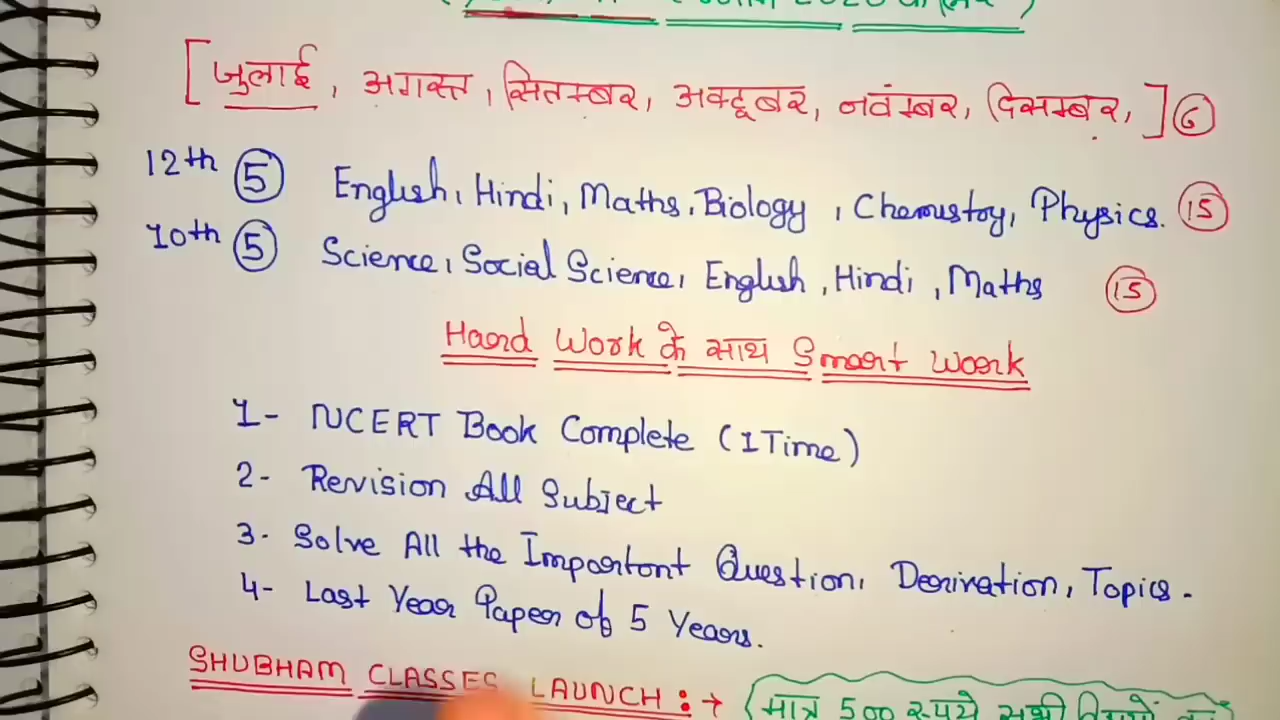 [जुलाई, अगस्त, सितम्बर, अक्टूबर, नवंम्बर, दिसम्बर,] 6
12th 5 English, Hindi, Maths, Biology, Chemistry, Physics. 15
10th 5 Science, Social Science, English, Hindi, Maths 15
Hard Work के साथ Smart Work
1- NCERT Book Complete (1 Time)
2- Revision All Subject
3- Solve All the Important Question, Derivation, Topics.
4- Last Year Paper of 5 Years.
SHUBHAM CLASSES LAUNCH :→ मात्र 500 रुपये सभी